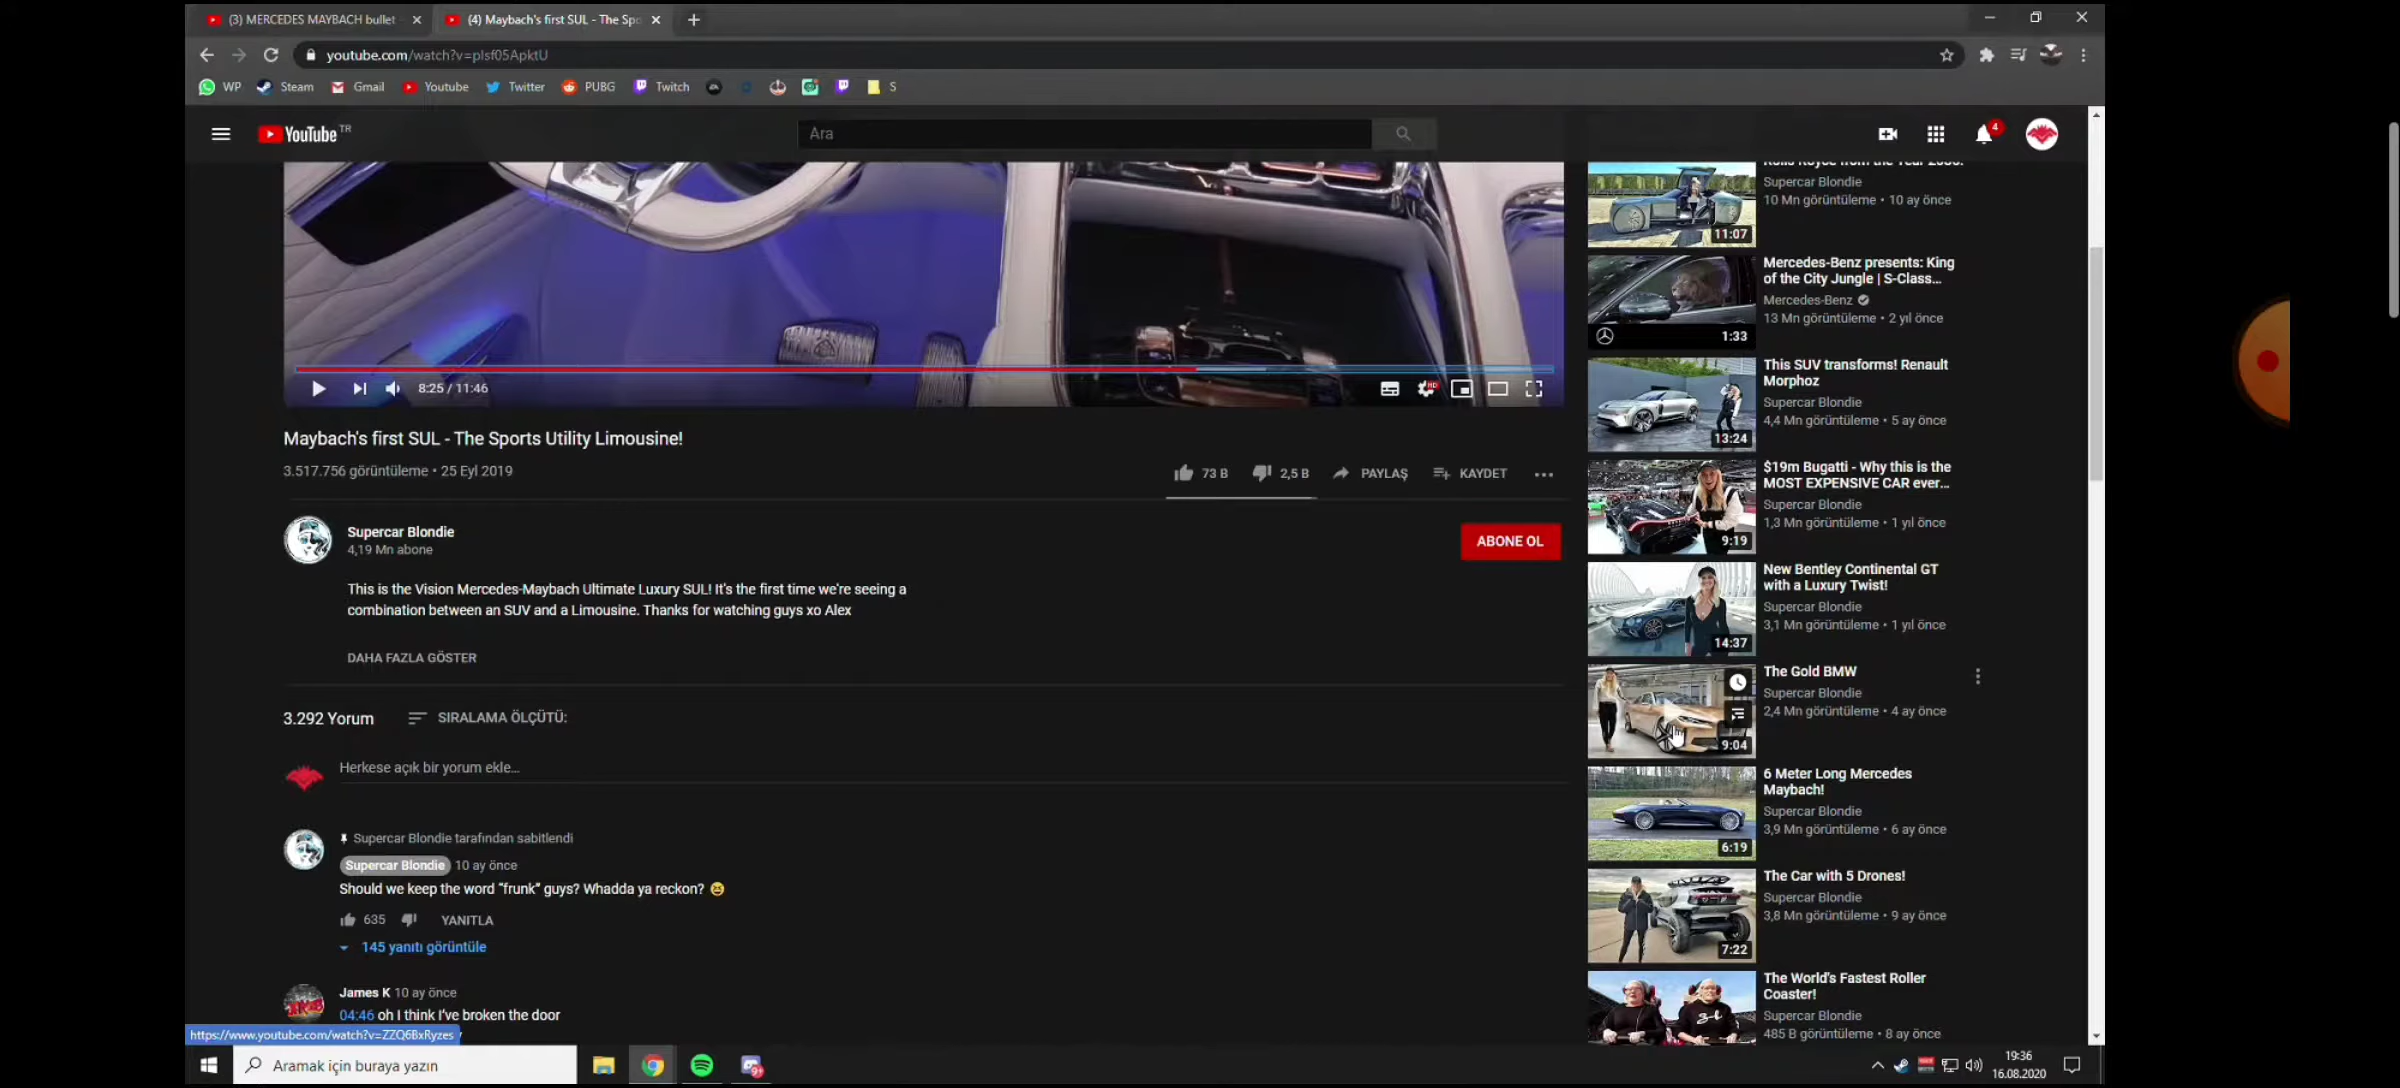 (3) MERCEDES MAYBACH bullet
(4) Maybach's first SUL - The Spo
youtube.com/watch?v=plsf05ApktU
WP Steam Gmail Youtube Twitter PUBG Twitch S
YouTube TR
Ara
4
Rolls Royce from the Year 2035!
Supercar Blondie
10 Mn görüntüleme • 10 ay önce
11:07
Mercedes-Benz presents: King
of the City Jungle | S-Class...
Mercedes-Benz
13 Mn görüntüleme • 2 yıl önce
1:33
This SUV transforms! Renault
Morphoz
Supercar Blondie
4,4 Mn görüntüleme • 5 ay önce
13:24
$19m Bugatti - Why this is the
MOST EXPENSIVE CAR ever...
Supercar Blondie
1,3 Mn görüntüleme • 1 yıl önce
9:19
New Bentley Continental GT
with a Luxury Twist!
Supercar Blondie
3,1 Mn görüntüleme • 1 yıl önce
14:37
The Gold BMW
Supercar Blondie
2,4 Mn görüntüleme • 4 ay önce
9:04
6 Meter Long Mercedes
Maybach!
Supercar Blondie
3,9 Mn görüntüleme • 6 ay önce
6:19
The Car with 5 Drones!
Supercar Blondie
3,8 Mn görüntüleme • 9 ay önce
7:22
The World's Fastest Roller
Coaster!
Supercar Blondie
485 B görüntüleme • 8 ay önce
8:25 / 11:46
HD
Maybach's first SUL - The Sports Utility Limousine!
3.517.756 görüntüleme • 25 Eyl 2019
73 B 2,5 B PAYLAŞ KAYDET
Supercar Blondie
4,19 Mn abone
ABONE OL
This is the Vision Mercedes-Maybach Ultimate Luxury SUL! It's the first time we're seeing a
combination between an SUV and a Limousine. Thanks for watching guys xo Alex
DAHA FAZLA GÖSTER
3.292 Yorum SIRALAMA ÖLÇÜTÜ:
Herkese açık bir yorum ekle...
Supercar Blondie tarafından sabitlendi
Supercar Blondie 10 ay önce
Should we keep the word “frunk” guys? Whadda ya reckon? 😆
635 YANITLA
145 yanıtı görüntüle
James K 10 ay önce
04:46 oh I think I've broken the door
https://www.youtube.com/watch?v=ZZQ6BxRyzes
Aramak için buraya yazın
9+
19:36
16.08.2020